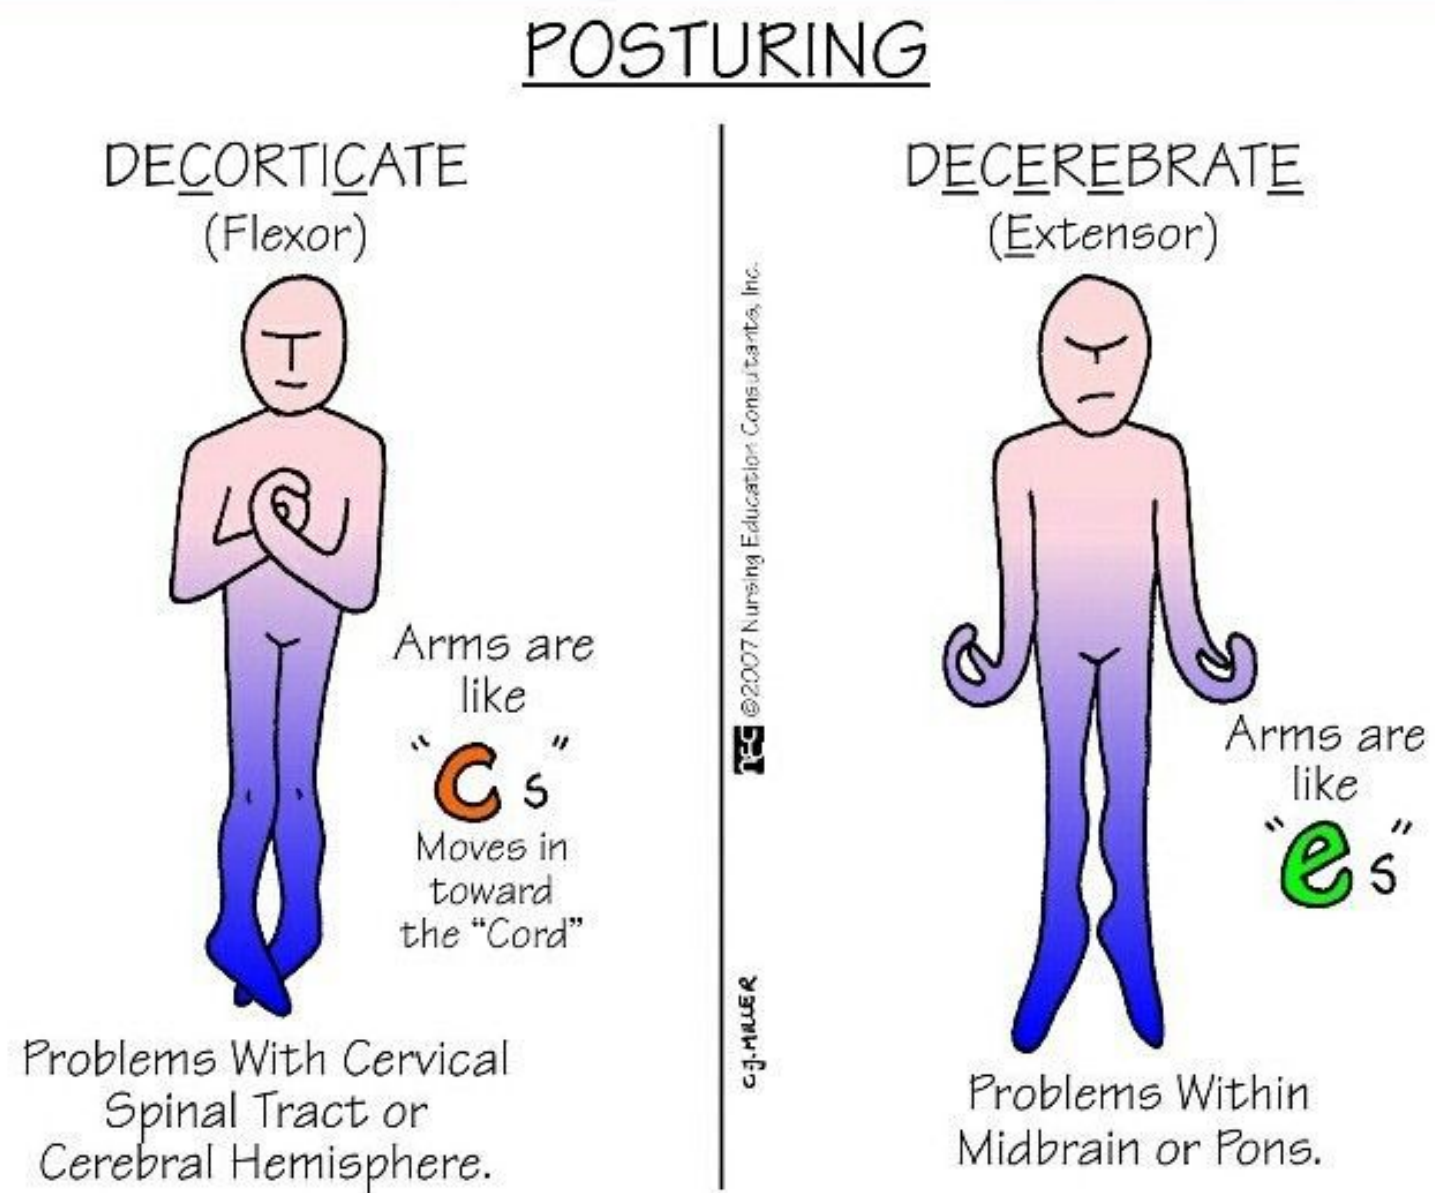 POSTURING
DECORTICATE
(Flexor)
Arms are
like
"Cs"
Moves in
toward
the "Cord"
Problems With Cervical
Spinal Tract or
Cerebral Hemisphere.
©2007 Nursing Education Consultants, Inc.
C.J. MILLER
DECEREBRATE
(Extensor)
Arms are
like
"es"
Problems Within
Midbrain or Pons.